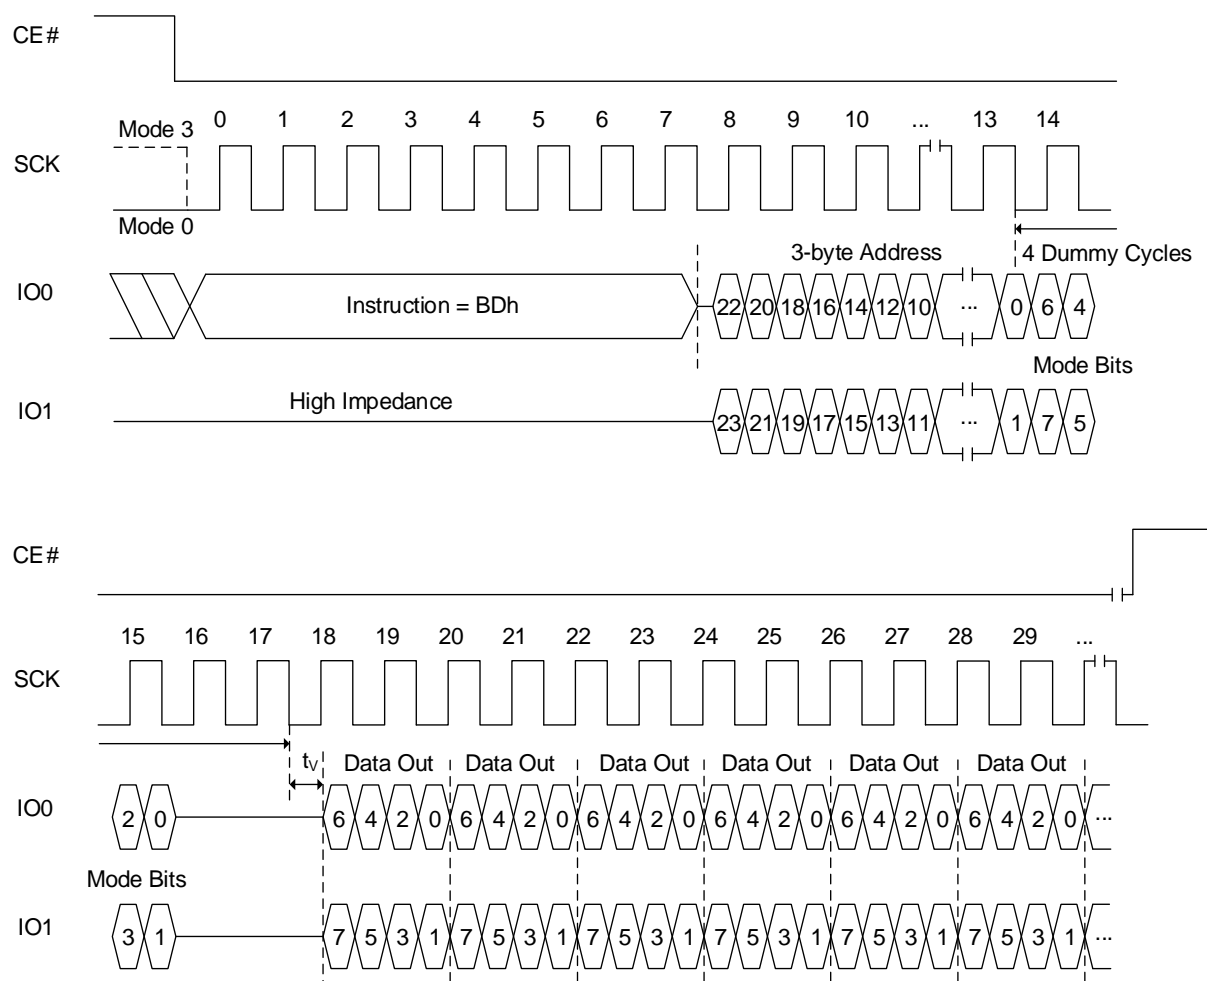 CE#
0 1 2 3 4 5 6 7 8 9 10 ... 13 14
Mode 3
SCK
Mode 0
3-byte Address 4 Dummy Cycles
IO0 Instruction = BDh 22 20 18 16 14 12 10 ... 0 6 4
Mode Bits
IO1 High Impedance 23 21 19 17 15 13 11 ... 1 7 5
CE#
15 16 17 18 19 20 21 22 23 24 25 26 27 28 29 ...
SCK
tV Data Out Data Out Data Out Data Out Data Out Data Out
IO0 2 0 6 4 2 0 6 4 2 0 6 4 2 0 6 4 2 0 6 4 2 0 6 4 2 0 ...
Mode Bits
IO1 3 1 7 5 3 1 7 5 3 1 7 5 3 1 7 5 3 1 7 5 3 1 7 5 3 1 ...